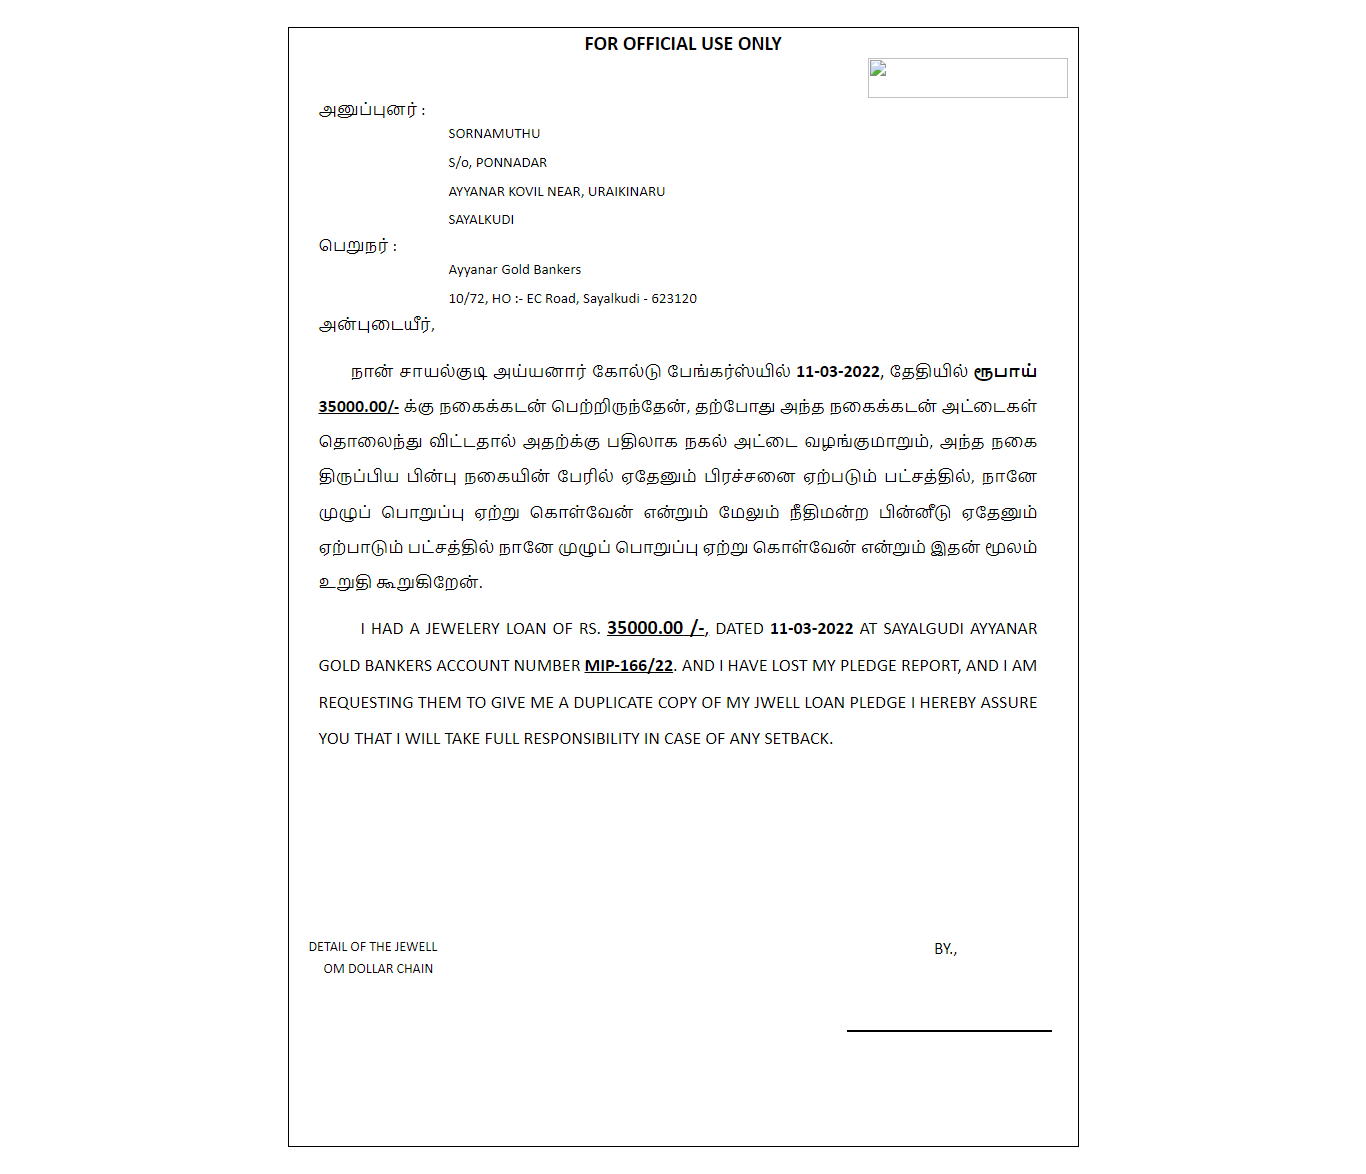 FOR OFFICIAL USE ONLY
அனுப்புனர் :
SORNAMUTHU
S/o, PONNADAR
AYYANAR KOVIL NEAR, URAIKINARU
SAYALKUDI
பெறுநர் :
Ayyanar Gold Bankers
10/72, HO :- EC Road, Sayalkudi - 623120
அன்புடையீர்,
நான் சாயல்குடி அய்யனார் கோல்டு பேங்கர்ஸ்யில் 11-03-2022, தேதியில் ரூபாய்
35000.00/- க்கு நகைக்கடன் பெற்றிருந்தேன், தற்போது அந்த நகைக்கடன் அட்டைகள்
தொலைந்து விட்டதால் அதற்க்கு பதிலாக நகல் அட்டை வழங்குமாறும், அந்த நகை
திருப்பிய பின்பு நகையின் பேரில் ஏதேனும் பிரச்சனை ஏற்படும் பட்சத்தில், நானே
முழுப் பொறுப்பு ஏற்று கொள்வேன் என்றும் மேலும் நீதிமன்ற பின்னீடு ஏதேனும்
ஏற்பாடும் பட்சத்தில் நானே முழுப் பொறுப்பு ஏற்று கொள்வேன் என்றும் இதன் மூலம்
உறுதி கூறுகிறேன்.
I HAD A JEWELERY LOAN OF RS. 35000.00 /-, DATED 11-03-2022 AT SAYALGUDI AYYANAR
GOLD BANKERS ACCOUNT NUMBER MIP-166/22. AND I HAVE LOST MY PLEDGE REPORT, AND I AM
REQUESTING THEM TO GIVE ME A DUPLICATE COPY OF MY JWELL LOAN PLEDGE I HEREBY ASSURE
YOU THAT I WILL TAKE FULL RESPONSIBILITY IN CASE OF ANY SETBACK.
DETAIL OF THE JEWELL
BY.,
OM DOLLAR CHAIN